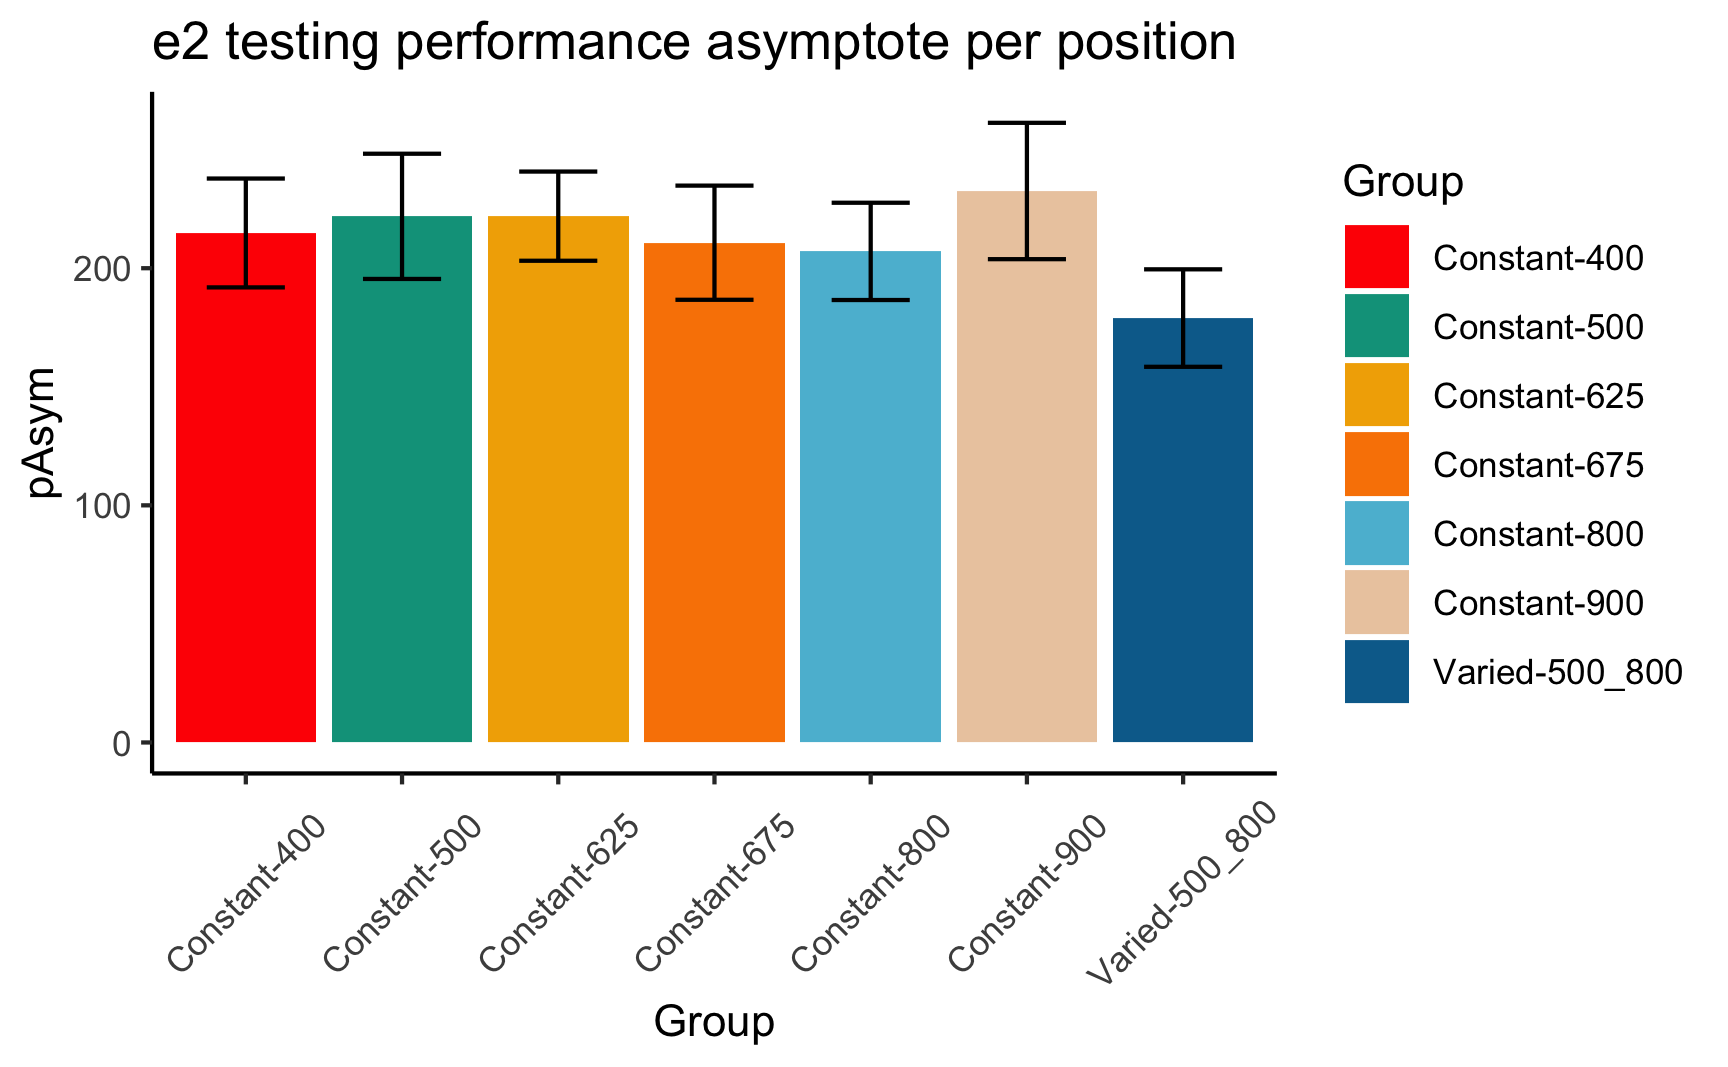 e2 testing performance asymptote per position
pAsym
200
100
0
Constant-400
Constant-500
Constant-625
Constant-675
Constant-800
Constant-900
Varied-500_800
Group
Group
Constant-400
Constant-500
Constant-625
Constant-675
Constant-800
Constant-900
Varied-500_800